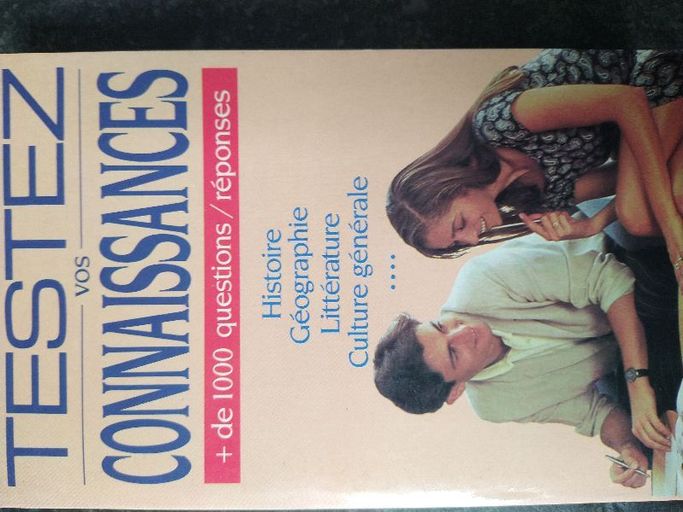 TESTEZ
vos
CONNAISSANCES
+ de 1000 questions / réponses
Histoire
Géographie
Littérature
Culture générale
....